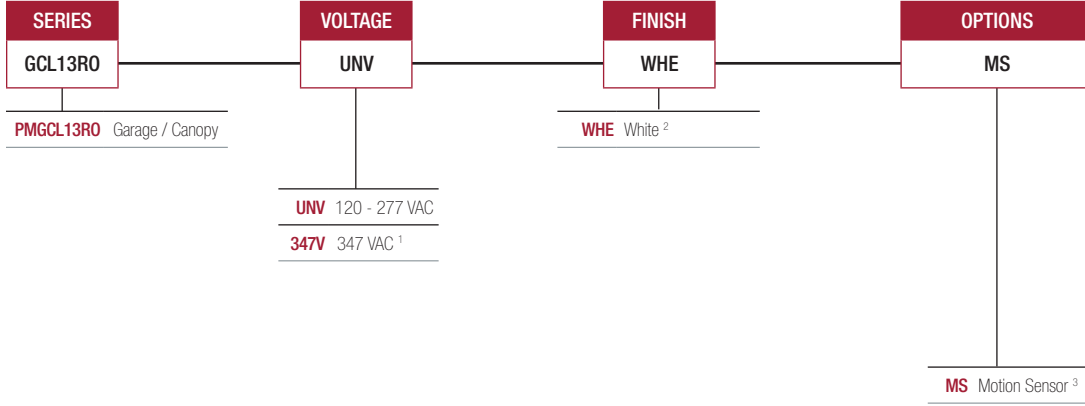 SERIES VOLTAGE FINISH OPTIONS
GCL13RO UNV WHE MS
PMGCL13RO Garage / Canopy
WHE White 2
UNV 120 - 277 VAC
347V 347 VAC 1
MS Motion Sensor 3